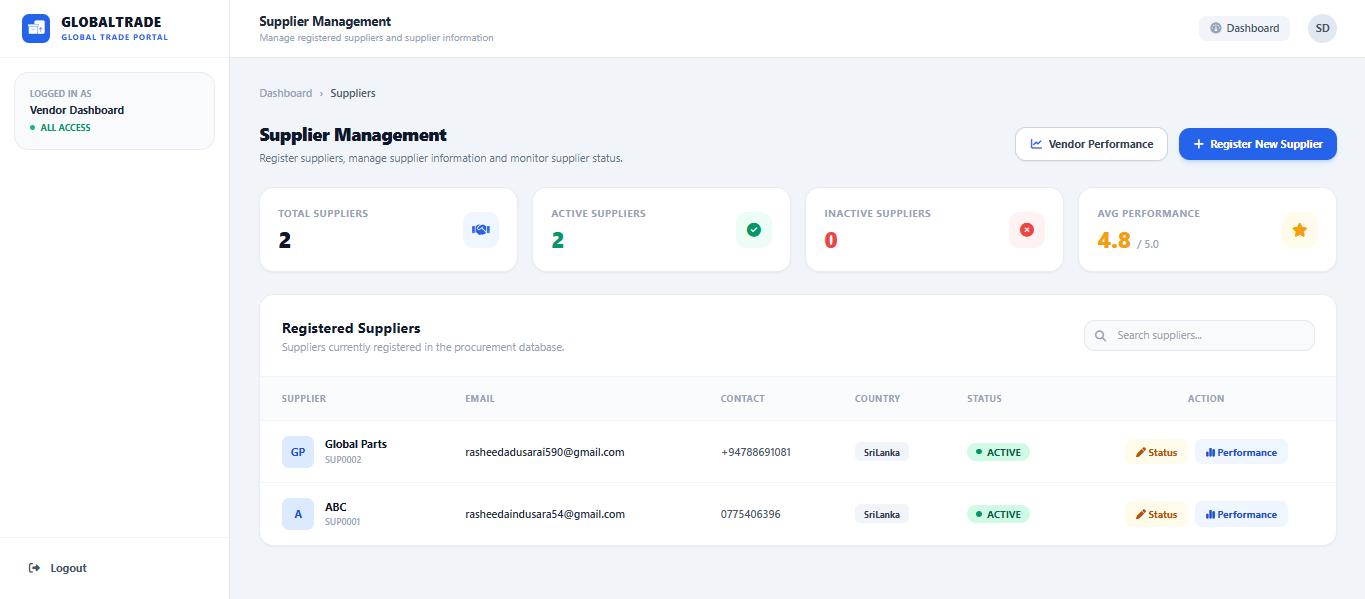 GLOBALTRADE
GLOBAL TRADE PORTAL
Supplier Management
Manage registered suppliers and supplier information
Dashboard
SD
LOGGED IN AS
Vendor Dashboard
ALL ACCESS
Dashboard › Suppliers
Supplier Management
Register suppliers, manage supplier information and monitor supplier status.
Vendor Performance
+ Register New Supplier
TOTAL SUPPLIERS
2
ACTIVE SUPPLIERS
2
INACTIVE SUPPLIERS
0
AVG PERFORMANCE
4.8 / 5.0
Registered Suppliers
Suppliers currently registered in the procurement database.
Search suppliers...
SUPPLIER EMAIL CONTACT COUNTRY STATUS ACTION
GP Global Parts SUP0002 rasheedadusarai590@gmail.com +94788691081 SriLanka ACTIVE Status Performance
A ABC SUP0001 rasheedaindusara54@gmail.com 0775406396 SriLanka ACTIVE Status Performance
Logout